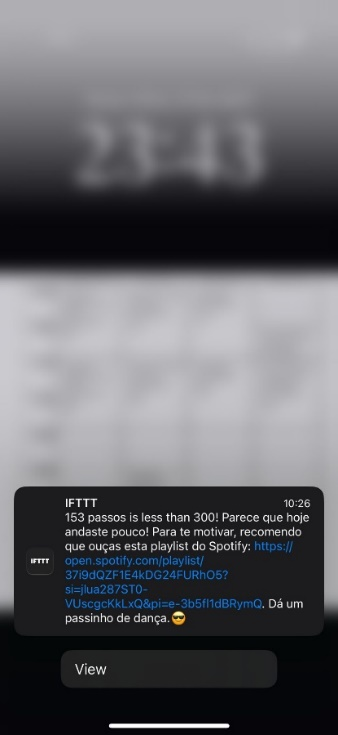 23:43
IFTTT 10:26
153 passos is less than 300! Parece que hoje
andaste pouco! Para te motivar, recomendo
que ouças esta playlist do Spotify: https://
open.spotify.com/playlist/
37i9dQZF1E4kDG24FURhO5?
si=jlua287ST0-
VUscgcKkLxQ&pi=e-3b5fl1dBRymQ. Dá um
passinho de dança.😎
IFTTT
View